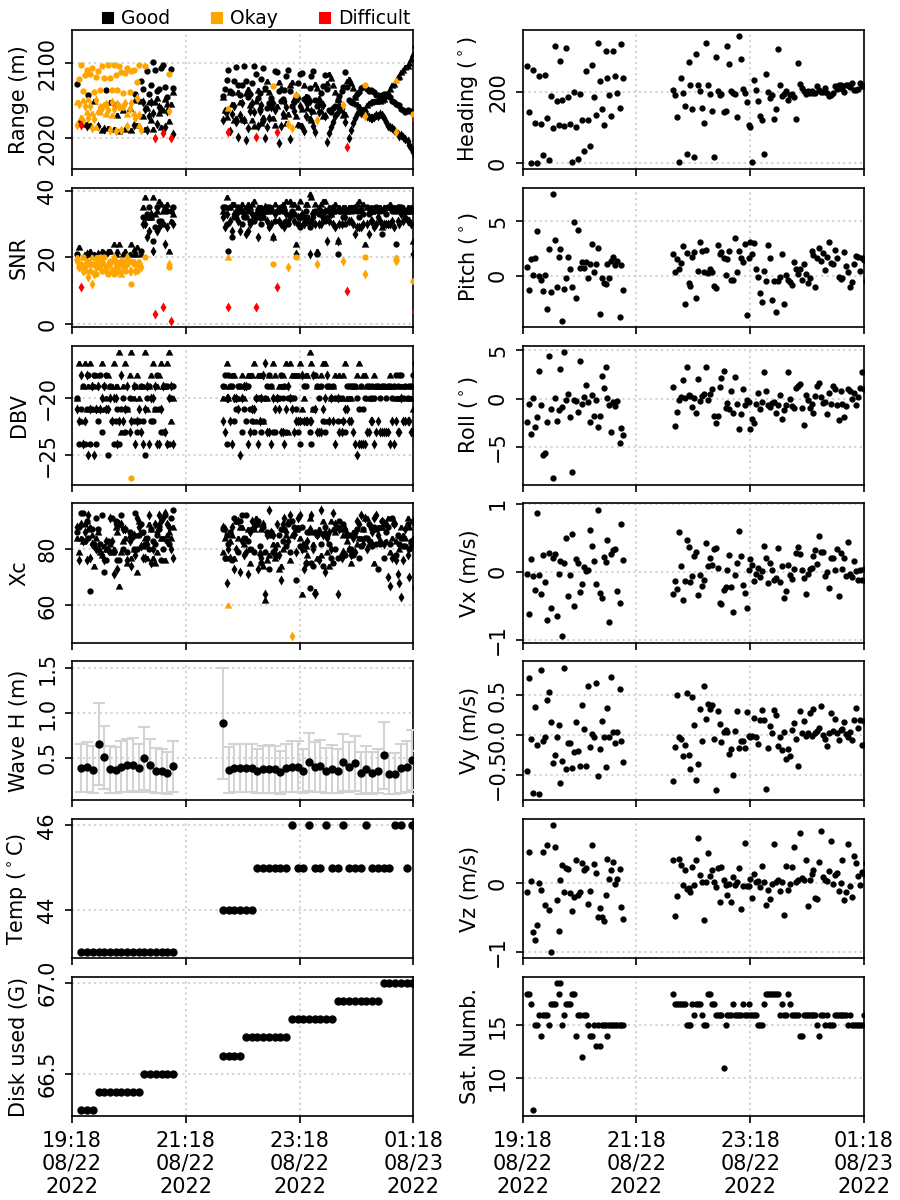 Good Okay Difficult
Range (m)
2100
2020
Heading (°)
200
0
SNR
40
20
0
Pitch (°)
5
0
DBV
−20
−25
Roll (°)
5
0
−5
Xc
80
60
Vx (m/s)
1
0
−1
Wave H (m)
1.5
1.0
0.5
Vy (m/s)
0.5
0.0
−0.5
Temp (°C)
46
44
Vz (m/s)
0
−1
Disk used (G)
67.0
66.5
Sat. Numb.
15
10
19:18 21:18 23:18 01:18
08/22 08/22 08/22 08/23
2022 2022 2022 2022
19:18 21:18 23:18 01:18
08/22 08/22 08/22 08/23
2022 2022 2022 2022